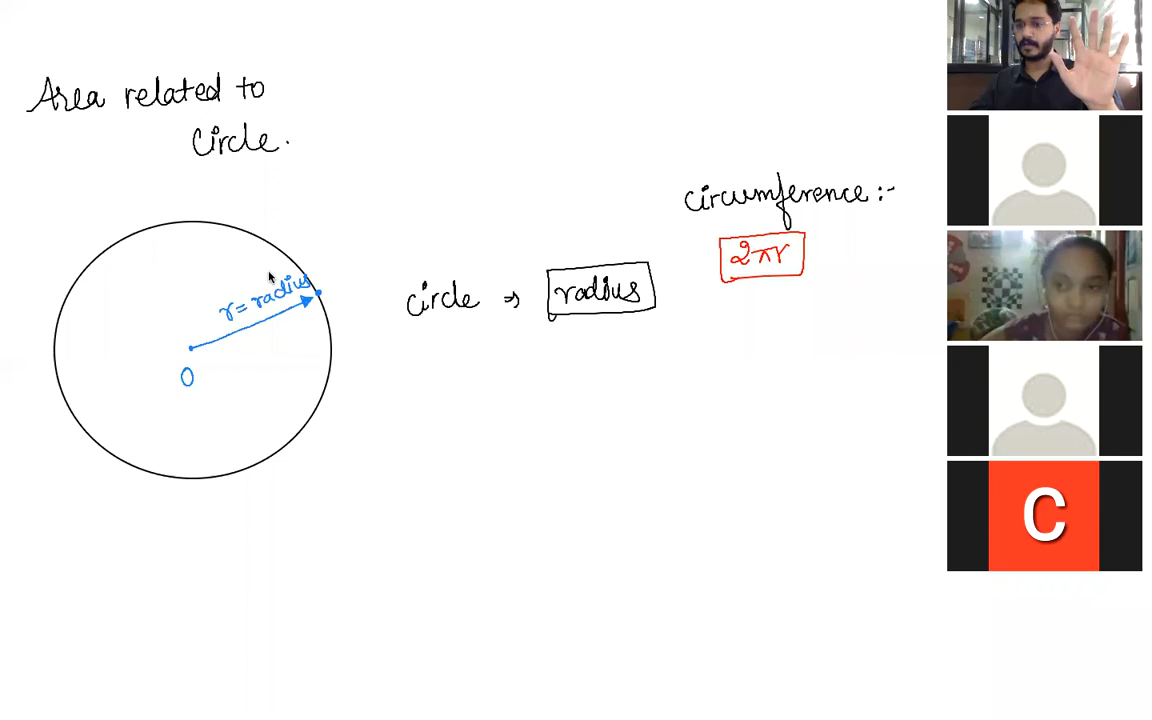 Area related to
Circle.
circumference :-
2πr
r = radius
circle ⇒ radius
O
C